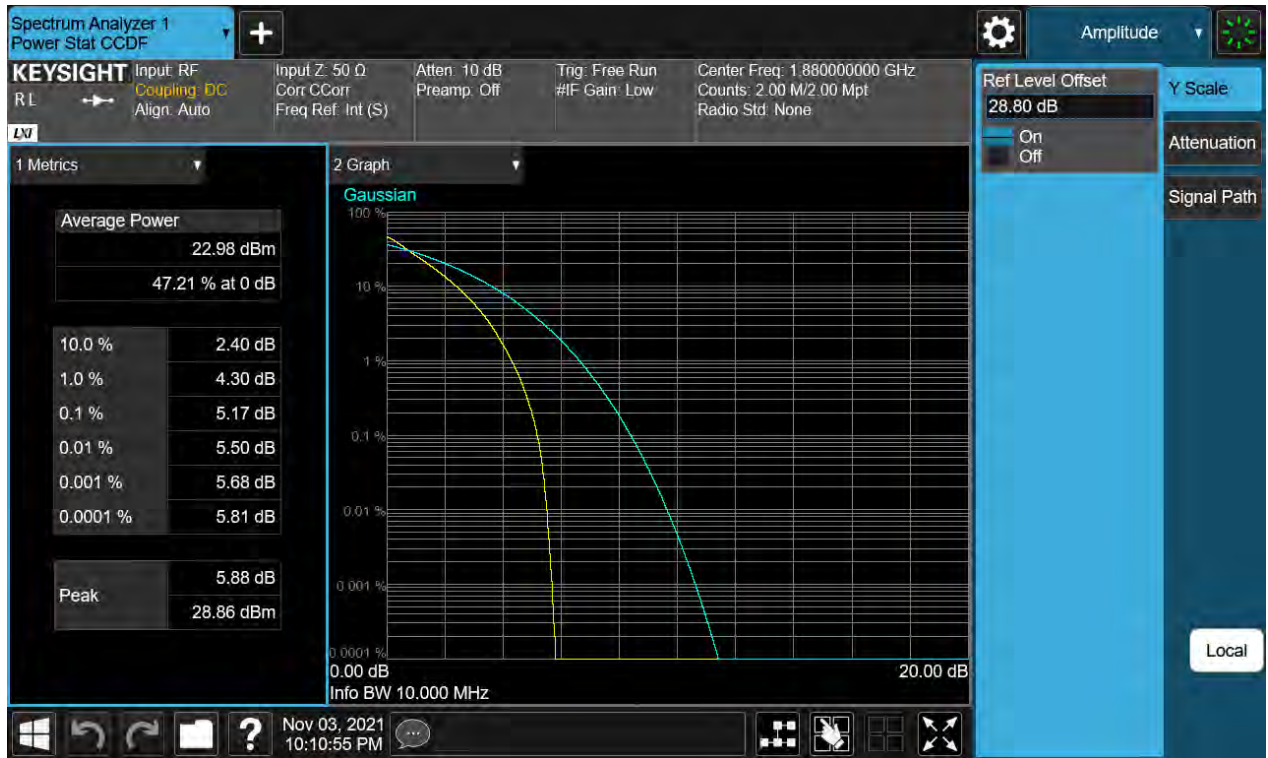 Spectrum Analyzer 1
Power Stat CCDF
+
Amplitude
KEYSIGHT
RL
LXI
Input: RF
Coupling: DC
Align: Auto
Input Z: 50 Ω
Corr CCorr
Freq Ref: Int (S)
Atten: 10 dB
Preamp: Off
Trig: Free Run
#IF Gain: Low
Center Freq: 1.880000000 GHz
Counts: 2.00 M/2.00 Mpt
Radio Std: None
Ref Level Offset
28.80 dB
On
Off
Y Scale
Attenuation
Signal Path
Local
1 Metrics
Average Power
22.98 dBm
47.21 % at 0 dB
10.0 % 2.40 dB
1.0 % 4.30 dB
0.1 % 5.17 dB
0.01 % 5.50 dB
0.001 % 5.68 dB
0.0001 % 5.81 dB
Peak 5.88 dB
28.86 dBm
2 Graph
Gaussian
100 %
10 %
1 %
0.1 %
0.01 %
0.001 %
0.0001 %
0.00 dB 20.00 dB
Info BW 10.000 MHz
?
Nov 03, 2021
10:10:55 PM